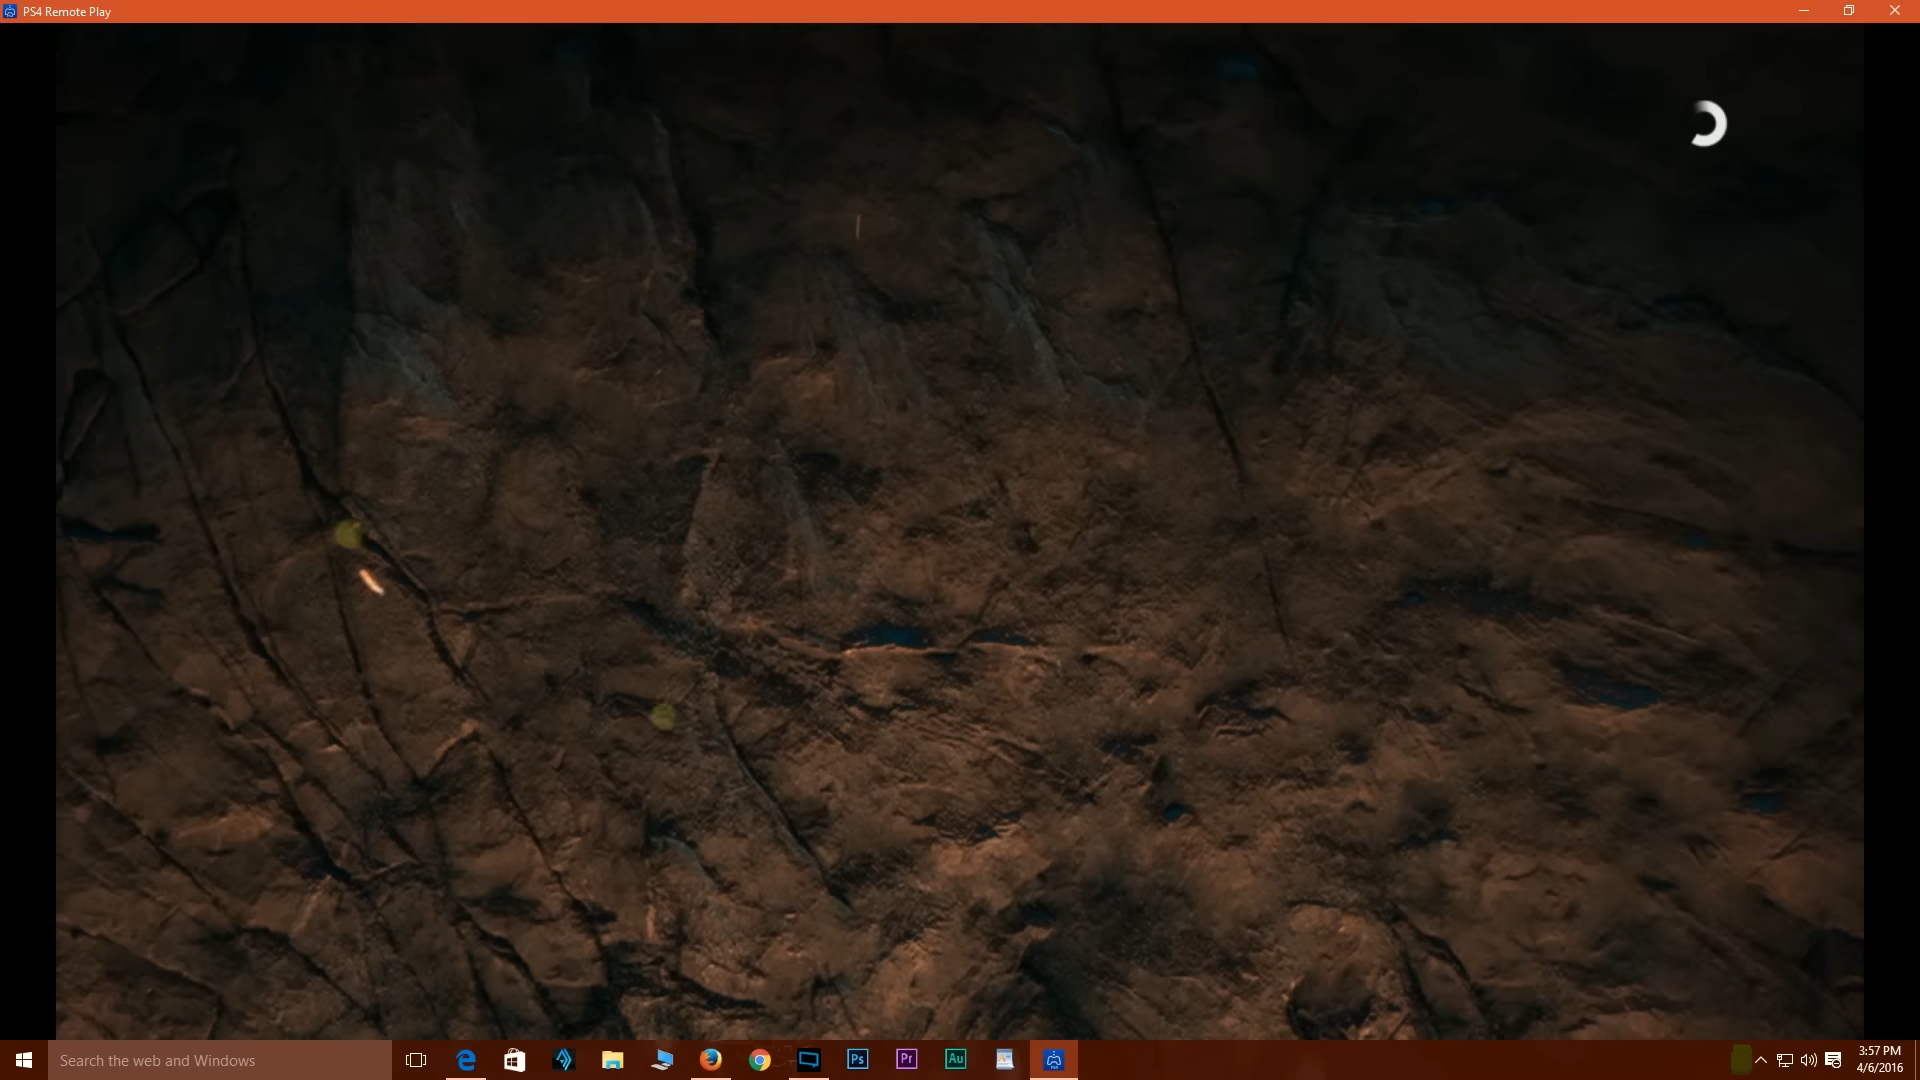 PS4 Remote Play
Search the web and Windows
Ps
Pr
Au
3:57 PM
4/6/2016